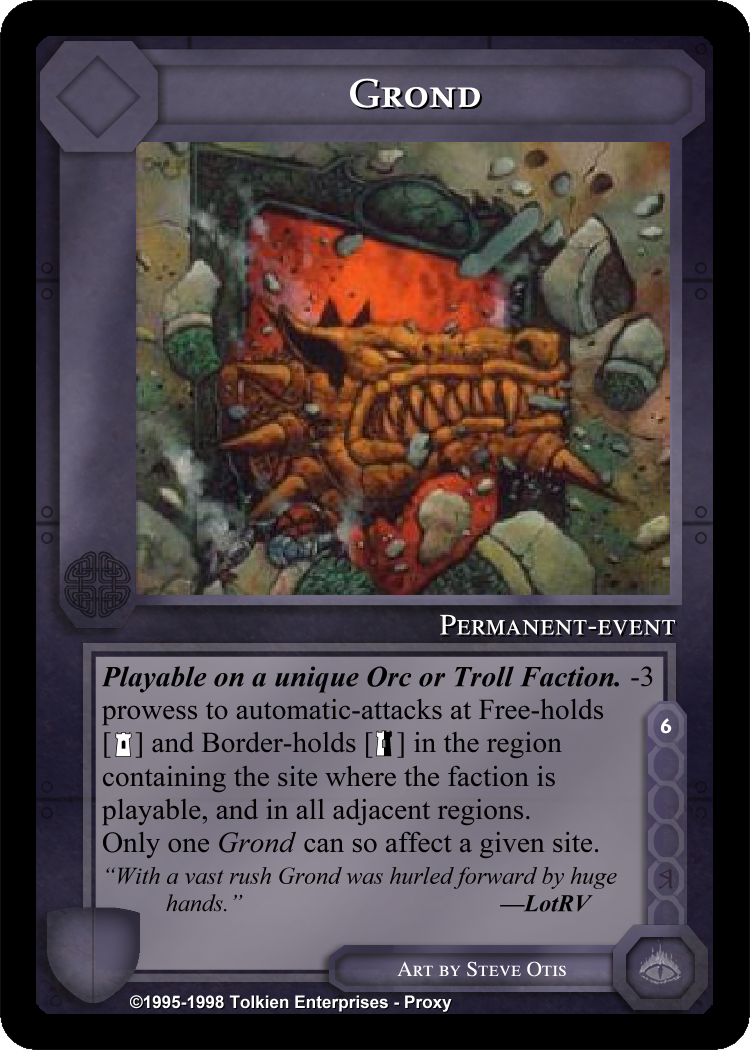 Grond
Permanent-event
Playable on a unique Orc or Troll Faction. -3
prowess to automatic-attacks at Free-holds
[ ] and Border-holds [ ] in the region
containing the site where the faction is
playable, and in all adjacent regions.
Only one Grond can so affect a given site.
“With a vast rush Grond was hurled forward by huge
hands.” —LotRV
6
Art by Steve Otis
©1995-1998 Tolkien Enterprises - Proxy